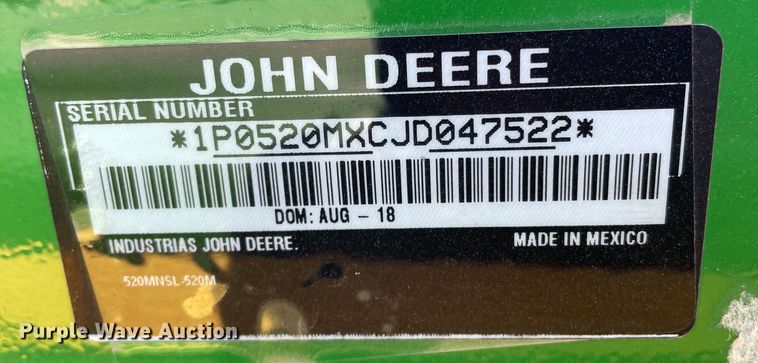 JOHN DEERE
SERIAL NUMBER
*1P0520MXCJD047522*
DOM: AUG - 18
INDUSTRIAS JOHN DEERE. MADE IN MEXICO
520MNSL-520M
Purple Wave Auction